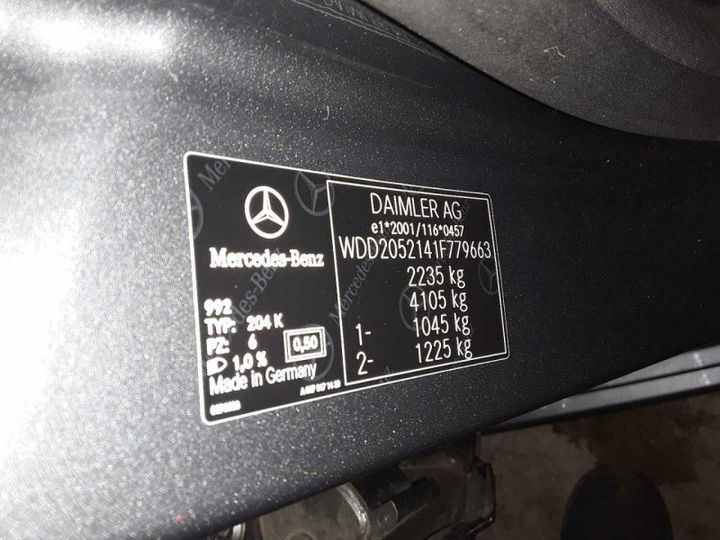 Mercedes-Benz
992
TYP: 204 K
PZ: 6
0,50
1,0 %
Made in Germany
DAIMLER AG
e1*2001/116*0457
WDD2052141F779663
2235 kg
4105 kg
1- 1045 kg
2- 1225 kg